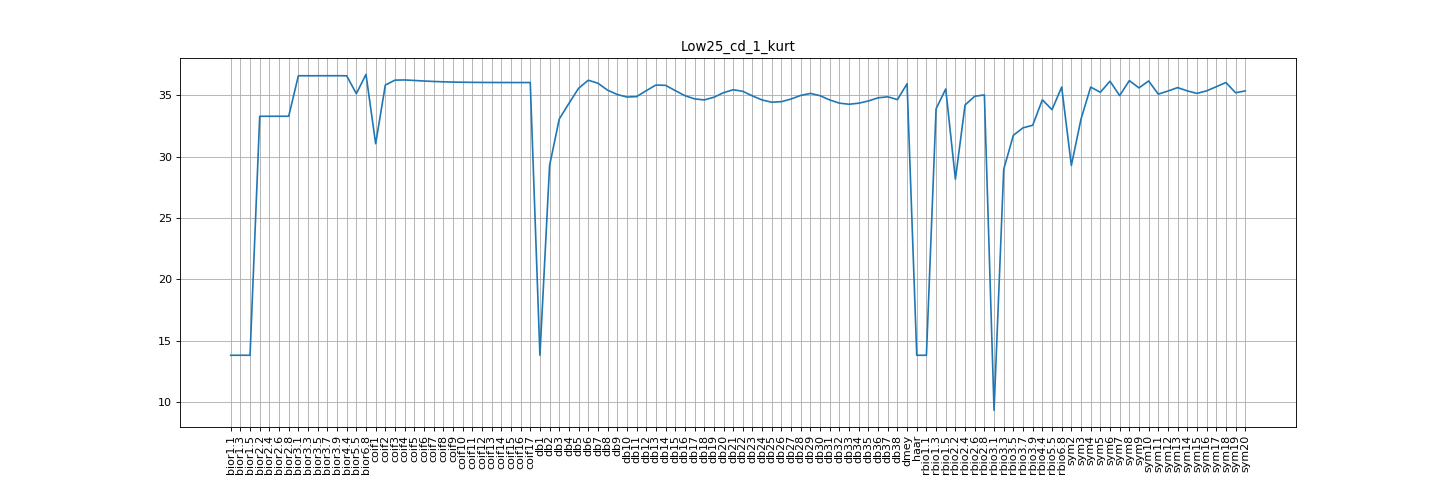 Low25_cd_1_kurt
35
30
25
20
15
10
bior1.1
bior1.3
bior1.5
bior2.2
bior2.4
bior2.6
bior2.8
bior3.1
bior3.3
bior3.5
bior3.7
bior3.9
bior4.4
bior5.5
bior6.8
coif1
coif2
coif3
coif4
coif5
coif6
coif7
coif8
coif9
coif10
coif11
coif12
coif13
coif14
coif15
coif16
coif17
db1
db2
db3
db4
db5
db6
db7
db8
db9
db10
db11
db12
db13
db14
db15
db16
db17
db18
db19
db20
db21
db22
db23
db24
db25
db26
db27
db28
db29
db30
db31
db32
db33
db34
db35
db36
db37
db38
dmey
haar
rbio1.1
rbio1.3
rbio1.5
rbio2.2
rbio2.4
rbio2.6
rbio2.8
rbio3.1
rbio3.3
rbio3.5
rbio3.7
rbio3.9
rbio4.4
rbio5.5
rbio6.8
sym2
sym3
sym4
sym5
sym6
sym7
sym8
sym9
sym10
sym11
sym12
sym13
sym14
sym15
sym16
sym17
sym18
sym19
sym20